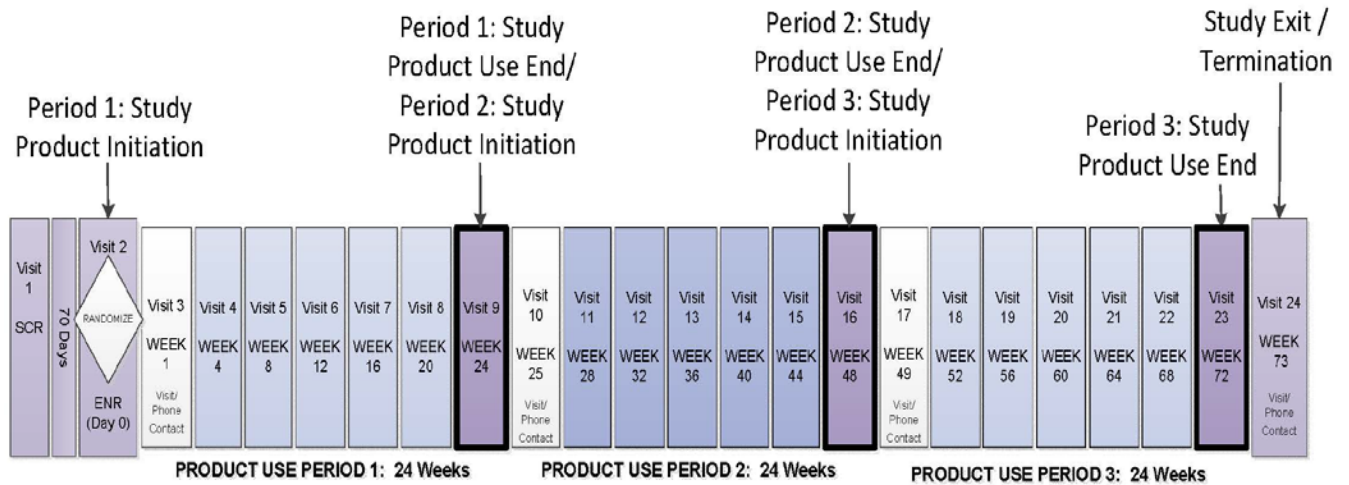 Period 1: Study
Product Initiation
Period 1: Study
Product Use End/
Period 2: Study
Product Initiation
Period 2: Study
Product Use End/
Period 3: Study
Product Initiation
Period 3: Study
Product Use End
Study Exit /
Termination
Visit
1
SCR
70 Days
Visit 2
RANDOMIZE
ENR
(Day 0)
Visit 3
WEEK
1
Visit/
Phone
Contact
Visit 4
WEEK
4
Visit 5
WEEK
8
Visit 6
WEEK
12
Visit 7
WEEK
16
Visit 8
WEEK
20
Visit 9
WEEK
24
Visit
10
WEEK
25
Visit/
Phone
Contact
Visit
11
WEEK
28
Visit
12
WEEK
32
Visit
13
WEEK
36
Visit
14
WEEK
40
Visit
15
WEEK
44
Visit
16
WEEK
48
Visit
17
WEEK
49
Visit/
Phone
Contact
Visit
18
WEEK
52
Visit
19
WEEK
56
Visit
20
WEEK
60
Visit
21
WEEK
64
Visit
22
WEEK
68
Visit
23
WEEK
72
Visit 24
WEEK
73
Visit/
Phone
Contact
PRODUCT USE PERIOD 1: 24 Weeks
PRODUCT USE PERIOD 2: 24 Weeks
PRODUCT USE PERIOD 3: 24 Weeks